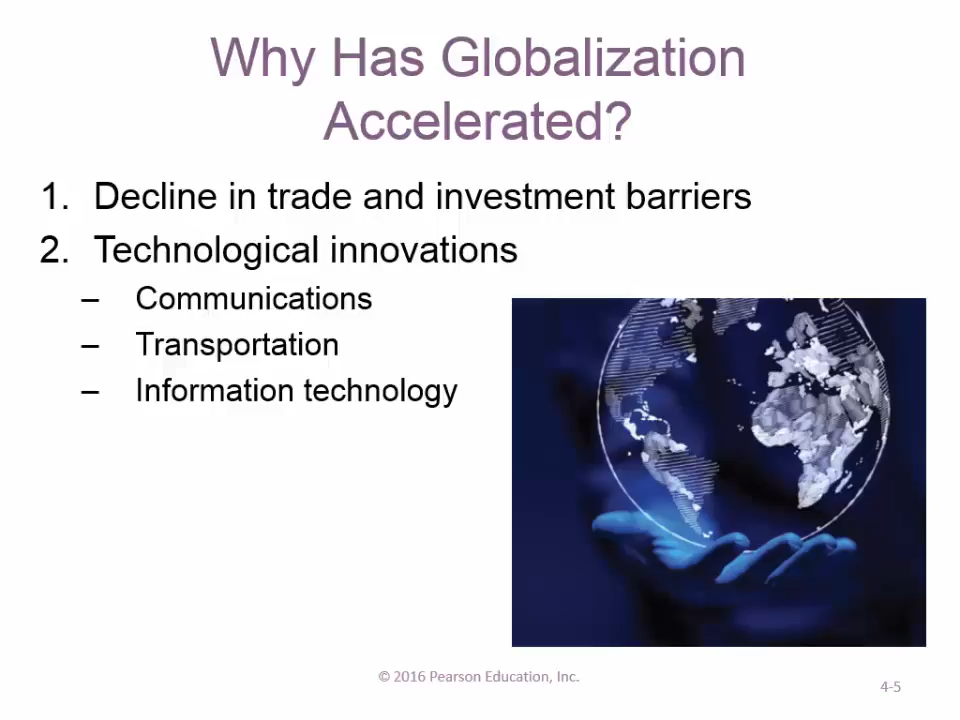 Why Has Globalization
Accelerated?
1. Decline in trade and investment barriers
2. Technological innovations
– Communications
– Transportation
– Information technology
© 2016 Pearson Education, Inc.
4-5